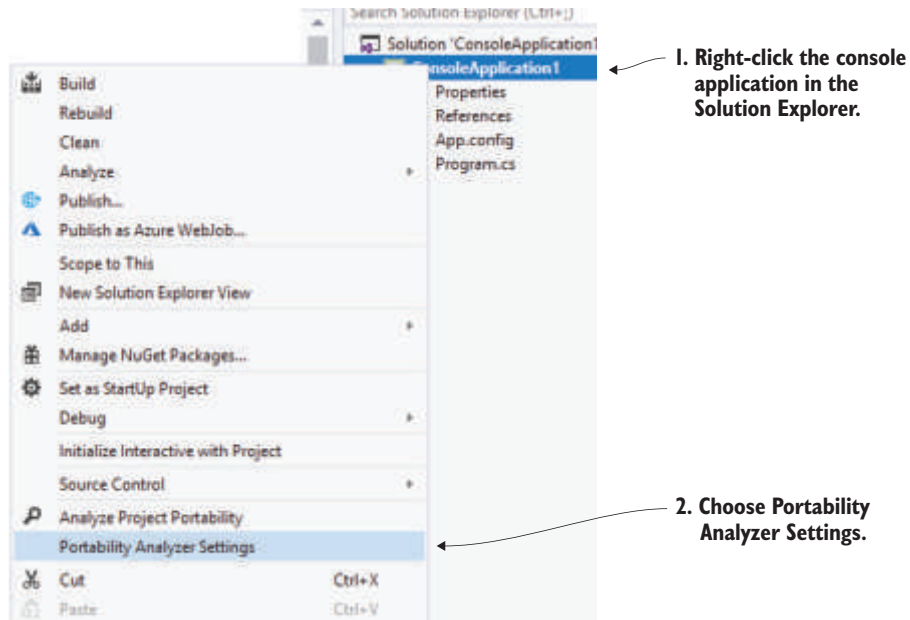 Search Solution Explorer (Ctrl+;)
Solution 'ConsoleApplication1
ConsoleApplication1
Properties
References
App.config
Program.cs
Build
Rebuild
Clean
Analyze
Publish...
Publish as Azure WebJob...
Scope to This
New Solution Explorer View
Add
Manage NuGet Packages...
Set as StartUp Project
Debug
Initialize Interactive with Project
Source Control
Analyze Project Portability
Portability Analyzer Settings
Cut Ctrl+X
Paste Ctrl+V
1. Right-click the console
application in the
Solution Explorer.
2. Choose Portability
Analyzer Settings.